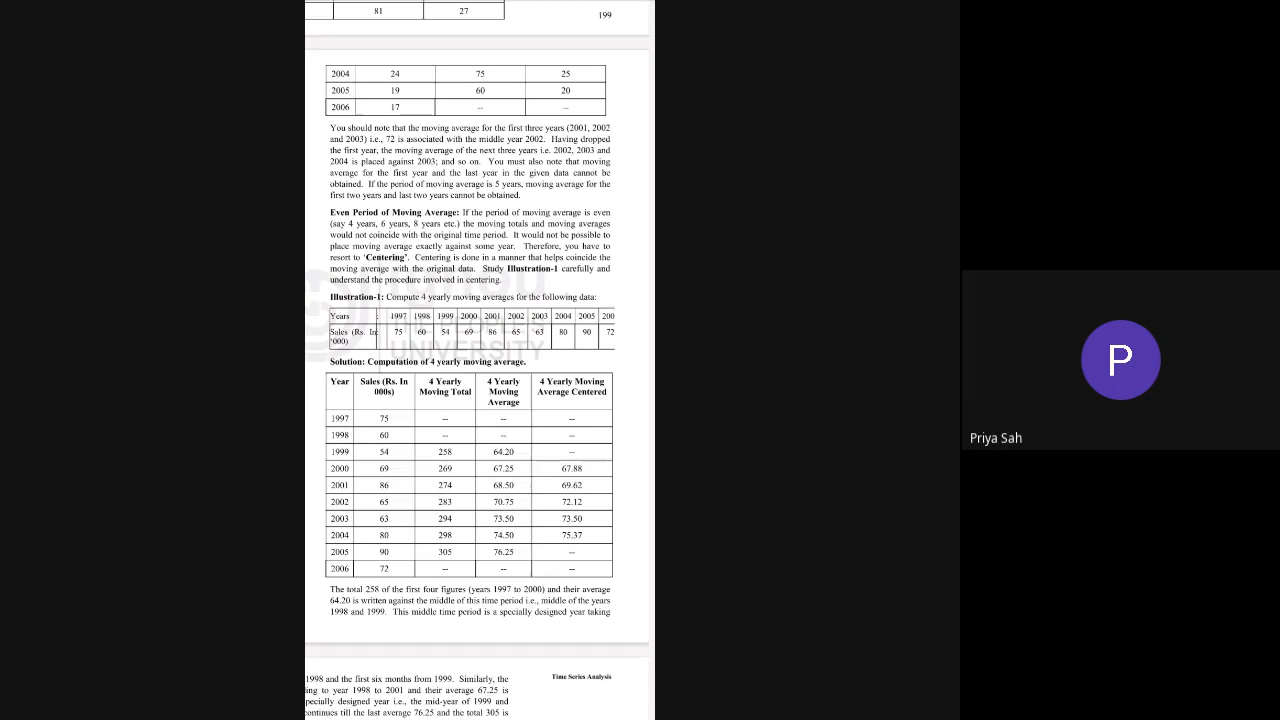 81 27
199
2004 24 75 25
2005 19 60 20
2006 17 -- --
You should note that the moving average for the first three years (2001, 2002
and 2003) i.e., 72 is associated with the middle year 2002. Having dropped
the first year, the moving average of the next three years i.e. 2002, 2003 and
2004 is placed against 2003; and so on. You must also note that moving
average for the first year and the last year in the given data cannot be
obtained. If the period of moving average is 5 years, moving average for the
first two years and last two years cannot be obtained.
Even Period of Moving Average: If the period of moving average is even
(say 4 years, 6 years, 8 years etc.) the moving totals and moving averages
would not coincide with the original time period. It would not be possible to
place moving average exactly against some year. Therefore, you have to
resort to 'Centering'. Centering is done in a manner that helps coincide the
moving average with the original data. Study Illustration-1 carefully and
understand the procedure involved in centering.
Illustration-1: Compute 4 yearly moving averages for the following data:
Years : 1997 1998 1999 2000 2001 2002 2003 2004 2005 200
Sales (Rs. In: 75 60 54 69 86 65 63 80 90 72
'000)
UNIVERSITY
Solution: Computation of 4 yearly moving average.
Year Sales (Rs. In 4 Yearly 4 Yearly 4 Yearly Moving
000s) Moving Total Moving Average Centered
Average
1997 75 -- -- --
1998 60 -- -- --
1999 54 258 64.20 --
2000 69 269 67.25 67.88
2001 86 274 68.50 69.62
2002 65 283 70.75 72.12
2003 63 294 73.50 73.50
2004 80 298 74.50 75.37
2005 90 305 76.25 --
2006 72 -- -- --
The total 258 of the first four figures (years 1997 to 2000) and their average
64.20 is written against the middle of this time period i.e., middle of the years
1998 and 1999. This middle time period is a specially designed year taking
Time Series Analysis
1998 and the first six months from 1999. Similarly, the
ing to year 1998 to 2001 and their average 67.25 is
pecially designed year i.e., the mid-year of 1999 and
continues till the last average 76.25 and the total 305 is
P
Priya Sah